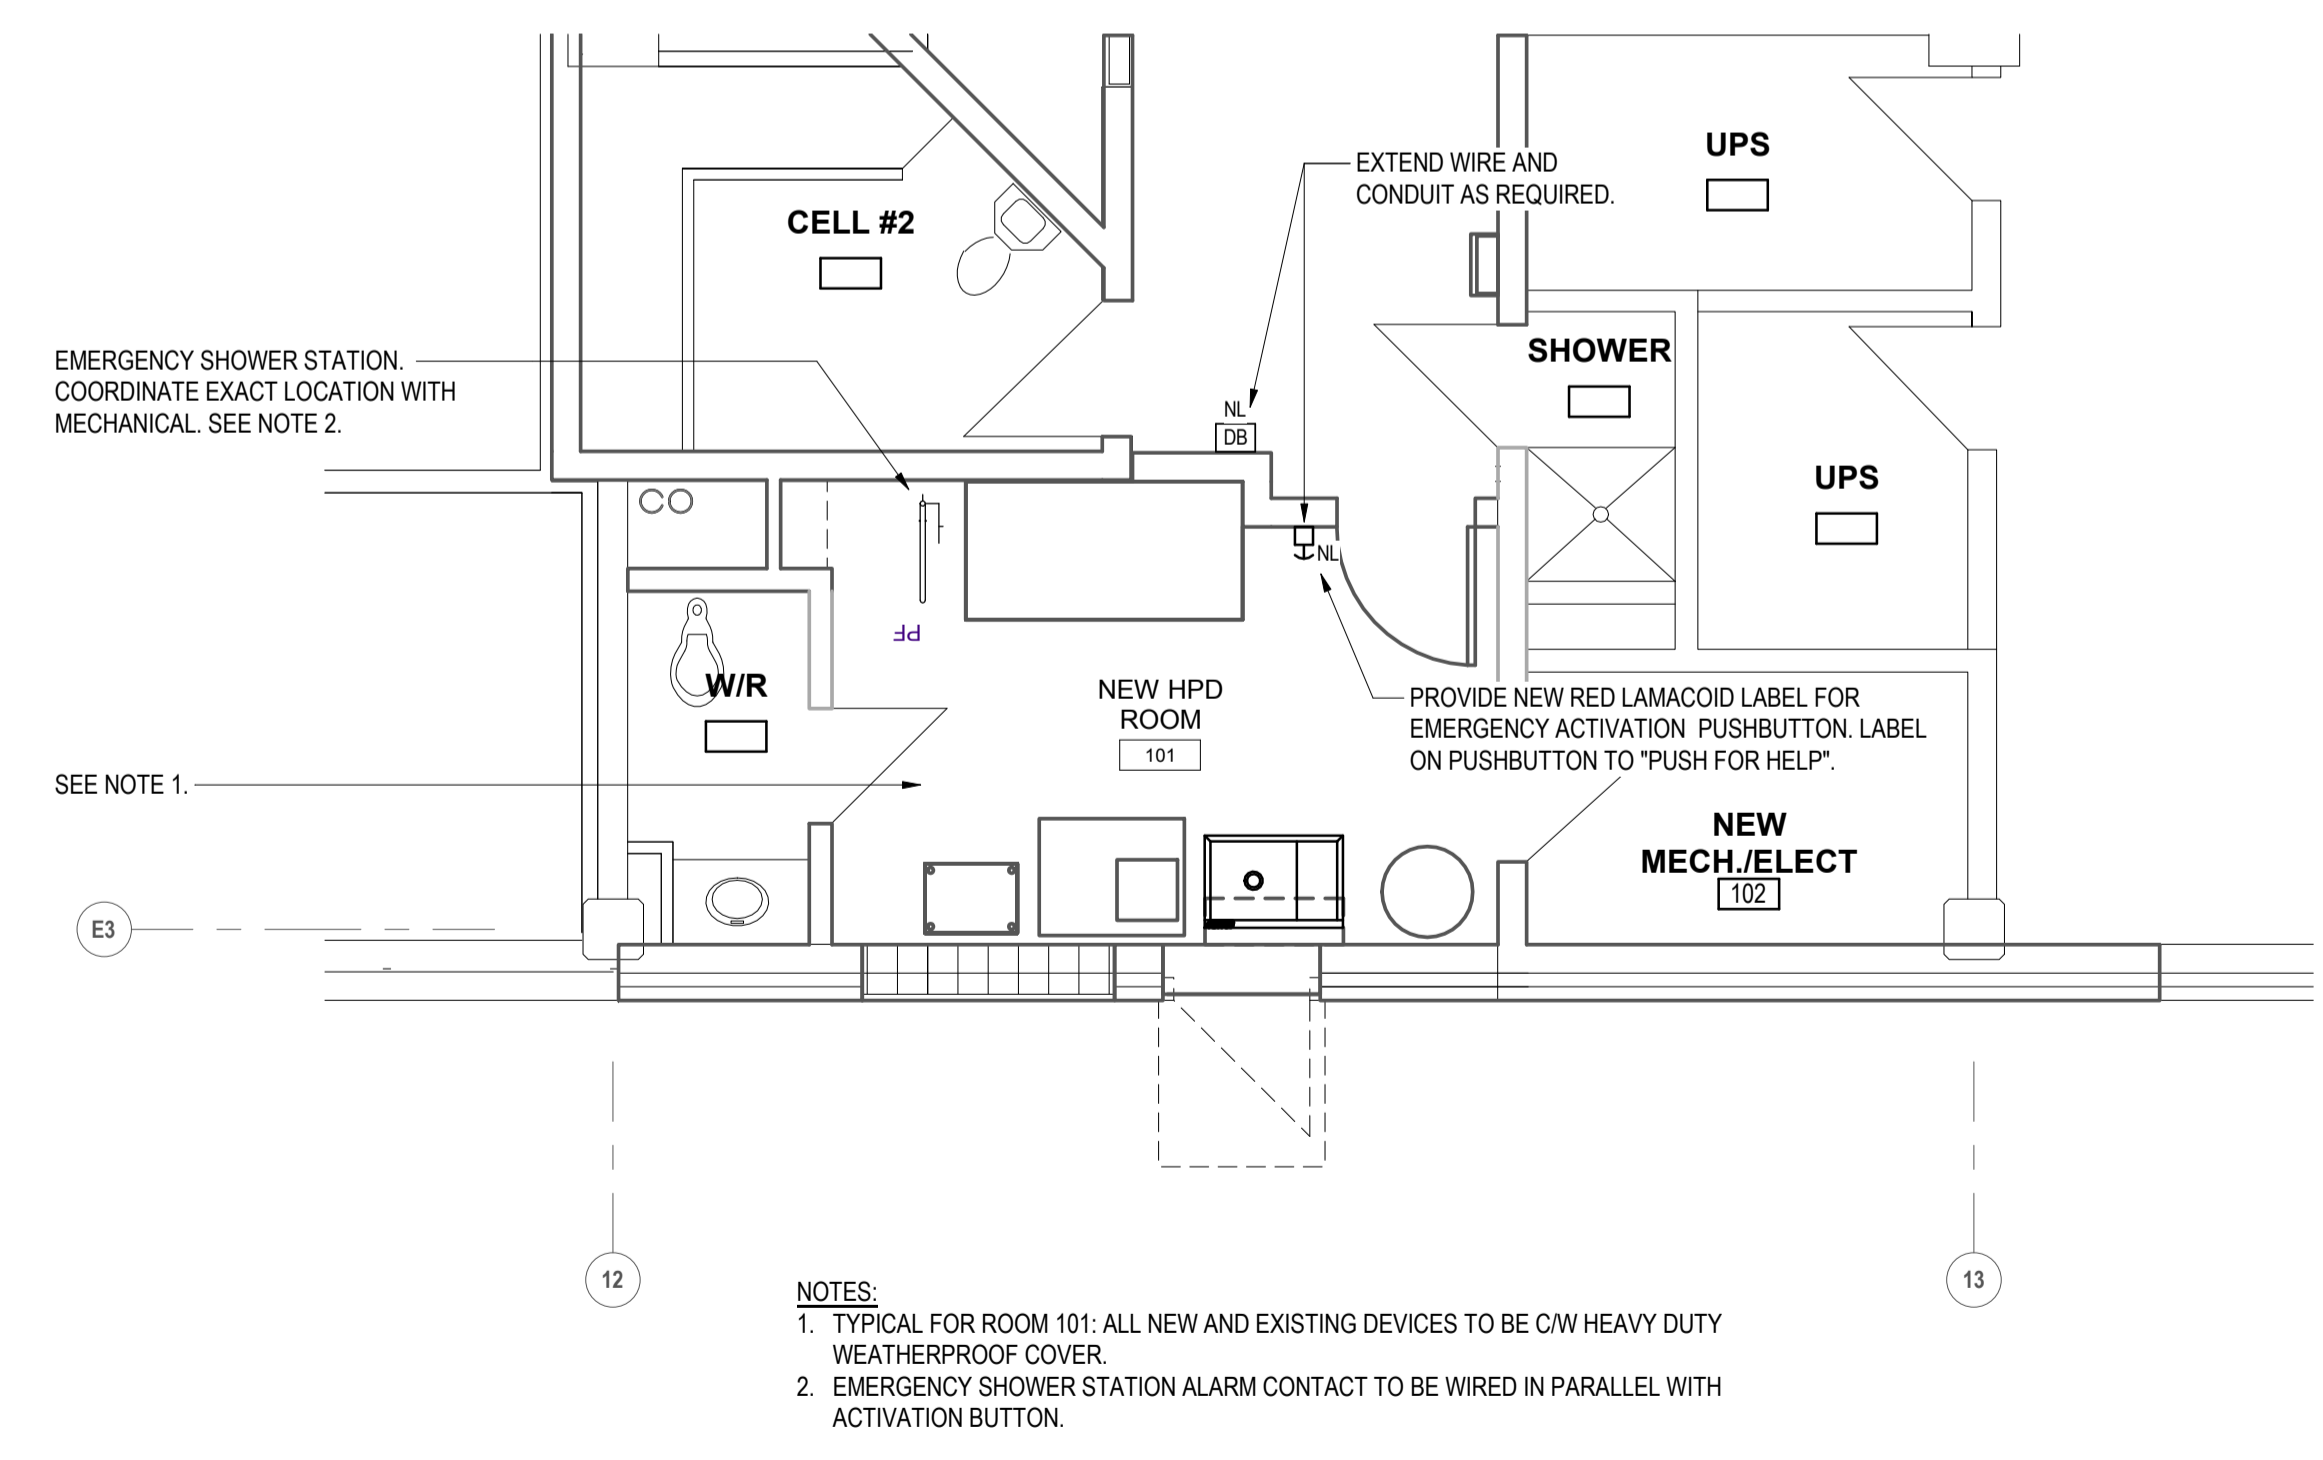 UPS
EXTEND WIRE AND
CONDUIT AS REQUIRED.
CELL #2
SHOWER
EMERGENCY SHOWER STATION.
COORDINATE EXACT LOCATION WITH
MECHANICAL. SEE NOTE 2.
NL
DB
UPS
NL
PF
W/R
NEW HPD
ROOM
101
PROVIDE NEW RED LAMACOID LABEL FOR
EMERGENCY ACTIVATION PUSHBUTTON. LABEL
ON PUSHBUTTON TO "PUSH FOR HELP".
SEE NOTE 1.
NEW
MECH./ELECT
102
E3
12
13
NOTES:
1. TYPICAL FOR ROOM 101: ALL NEW AND EXISTING DEVICES TO BE C/W HEAVY DUTY
WEATHERPROOF COVER.
2. EMERGENCY SHOWER STATION ALARM CONTACT TO BE WIRED IN PARALLEL WITH
ACTIVATION BUTTON.